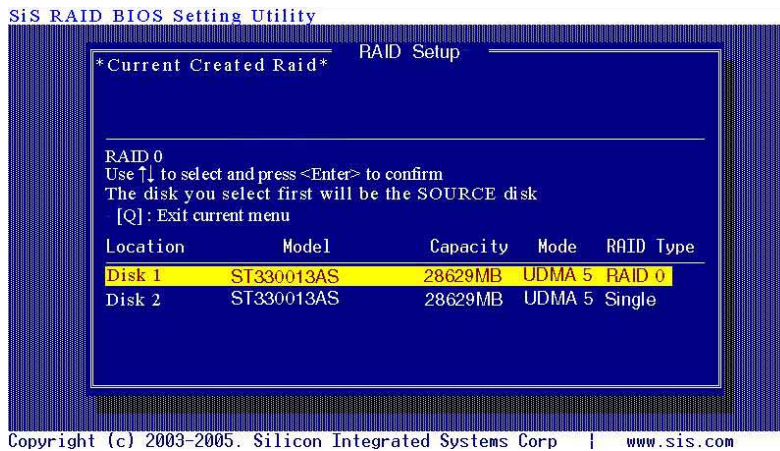 SiS RAID BIOS Setting Utility
RAID Setup
*Current Created Raid*
RAID 0
Use ↑↓ to select and press <Enter> to confirm
The disk you select first will be the SOURCE disk
[Q] : Exit current menu
Location Model Capacity Mode RAID Type
Disk 1 ST330013AS 28629MB UDMA 5 RAID 0
Disk 2 ST330013AS 28629MB UDMA 5 Single
Copyright (c) 2003-2005. Silicon Integrated Systems Corp | www.sis.com